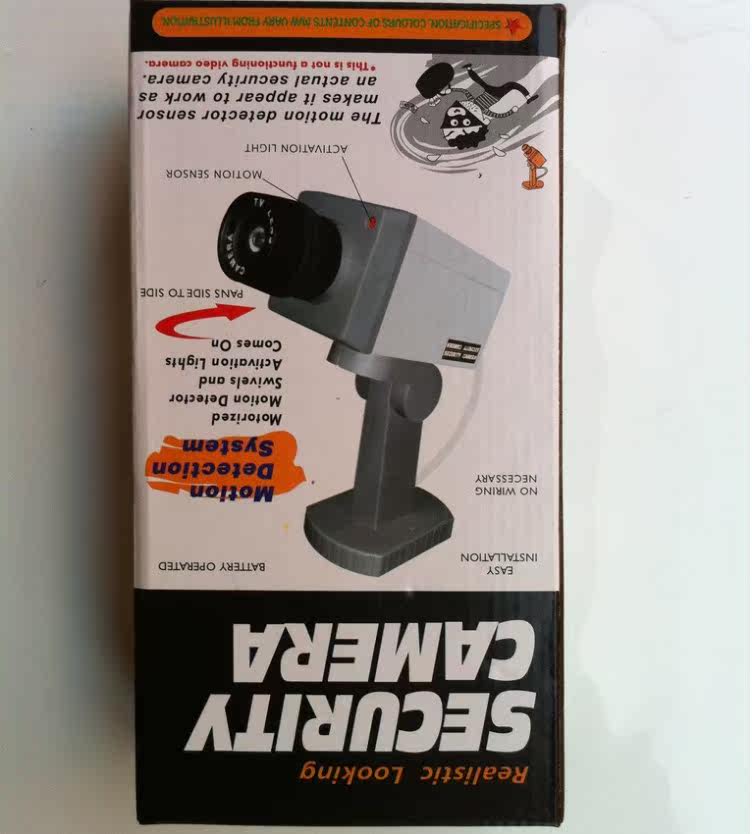 Realistic Looking
SECURITY
CAMERA
EASY
INSTALLATION
BATTERY OPERATED
NO WIRING
NECESSARY
Motion
Detection
System
Motorized
Motion Detector
Swivels and
Activation Lights
Comes On
PANS SIDE TO SIDE
CAMERA
MOTION SENSOR
ACTIVATION LIGHT
The motion detector sensor
makes it appear to work as
an actual security camera.
*This is not a functioning video camera.
SPECIFICATION, COLOURS OF CONTENTS MAY VARY FROM ILLUSTRATION.